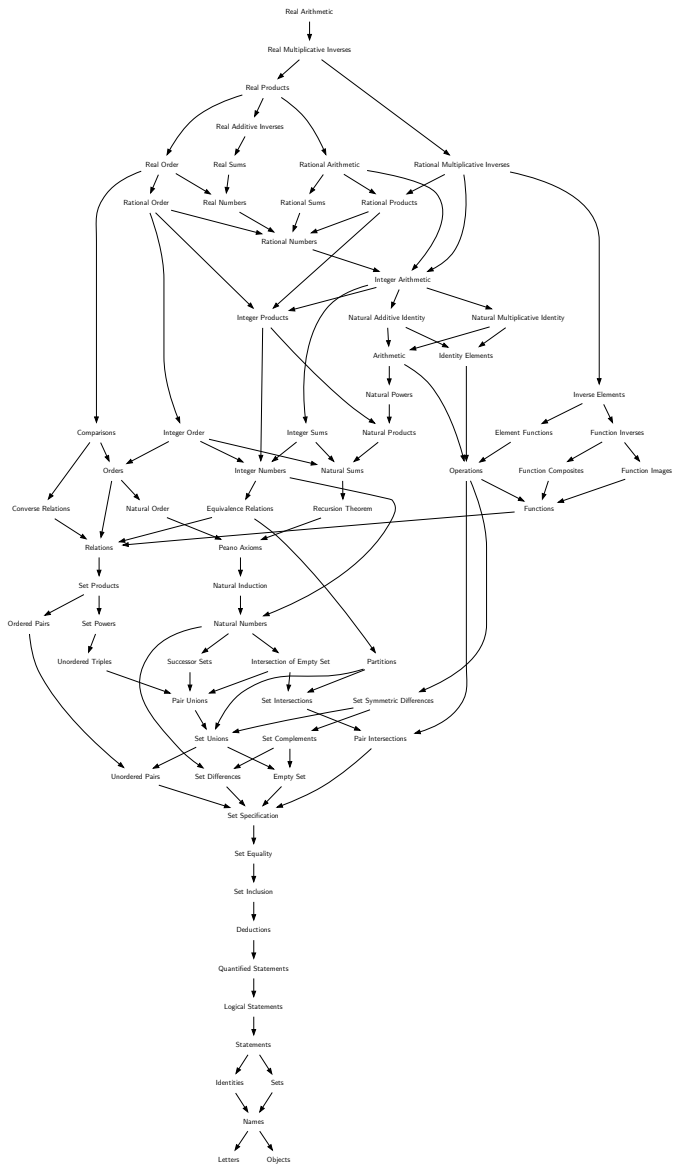 Real Arithmetic
Real Multiplicative Inverses
Real Products
Real Additive Inverses
Real Order Real Sums Rational Arithmetic Rational Multiplicative Inverses
Rational Order Real Numbers Rational Sums Rational Products
Rational Numbers
Integer Arithmetic
Integer Products Natural Additive Identity Natural Multiplicative Identity
Arithmetic Identity Elements
Natural Powers Inverse Elements
Comparisons Integer Order Integer Sums Natural Products Element Functions Function Inverses
Orders Integer Numbers Natural Sums Operations Function Composites Function Images
Converse Relations Natural Order Equivalence Relations Recursion Theorem Functions
Relations Peano Axioms
Set Products Natural Induction
Ordered Pairs Set Powers Natural Numbers
Unordered Triples Successor Sets Intersection of Empty Set Partitions
Pair Unions Set Intersections Set Symmetric Differences
Set Unions Set Complements Pair Intersections
Unordered Pairs Set Differences Empty Set
Set Specification
Set Equality
Set Inclusion
Deductions
Quantified Statements
Logical Statements
Statements
Identities Sets
Names
Letters Objects